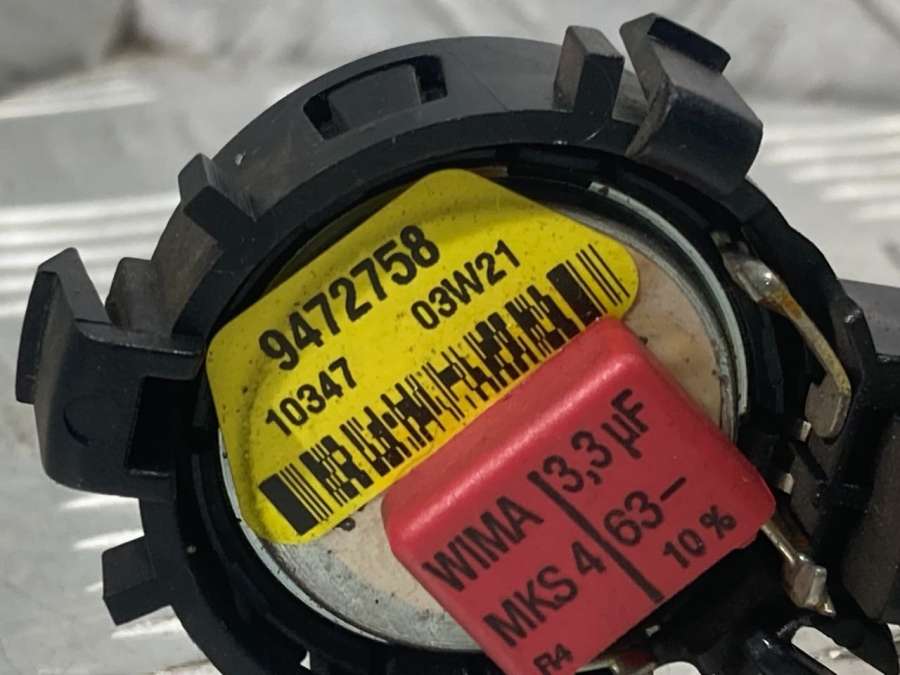 9472758
10347 03W21
WIMA 3,3 µF
MKS 4 63–
10 %
R4